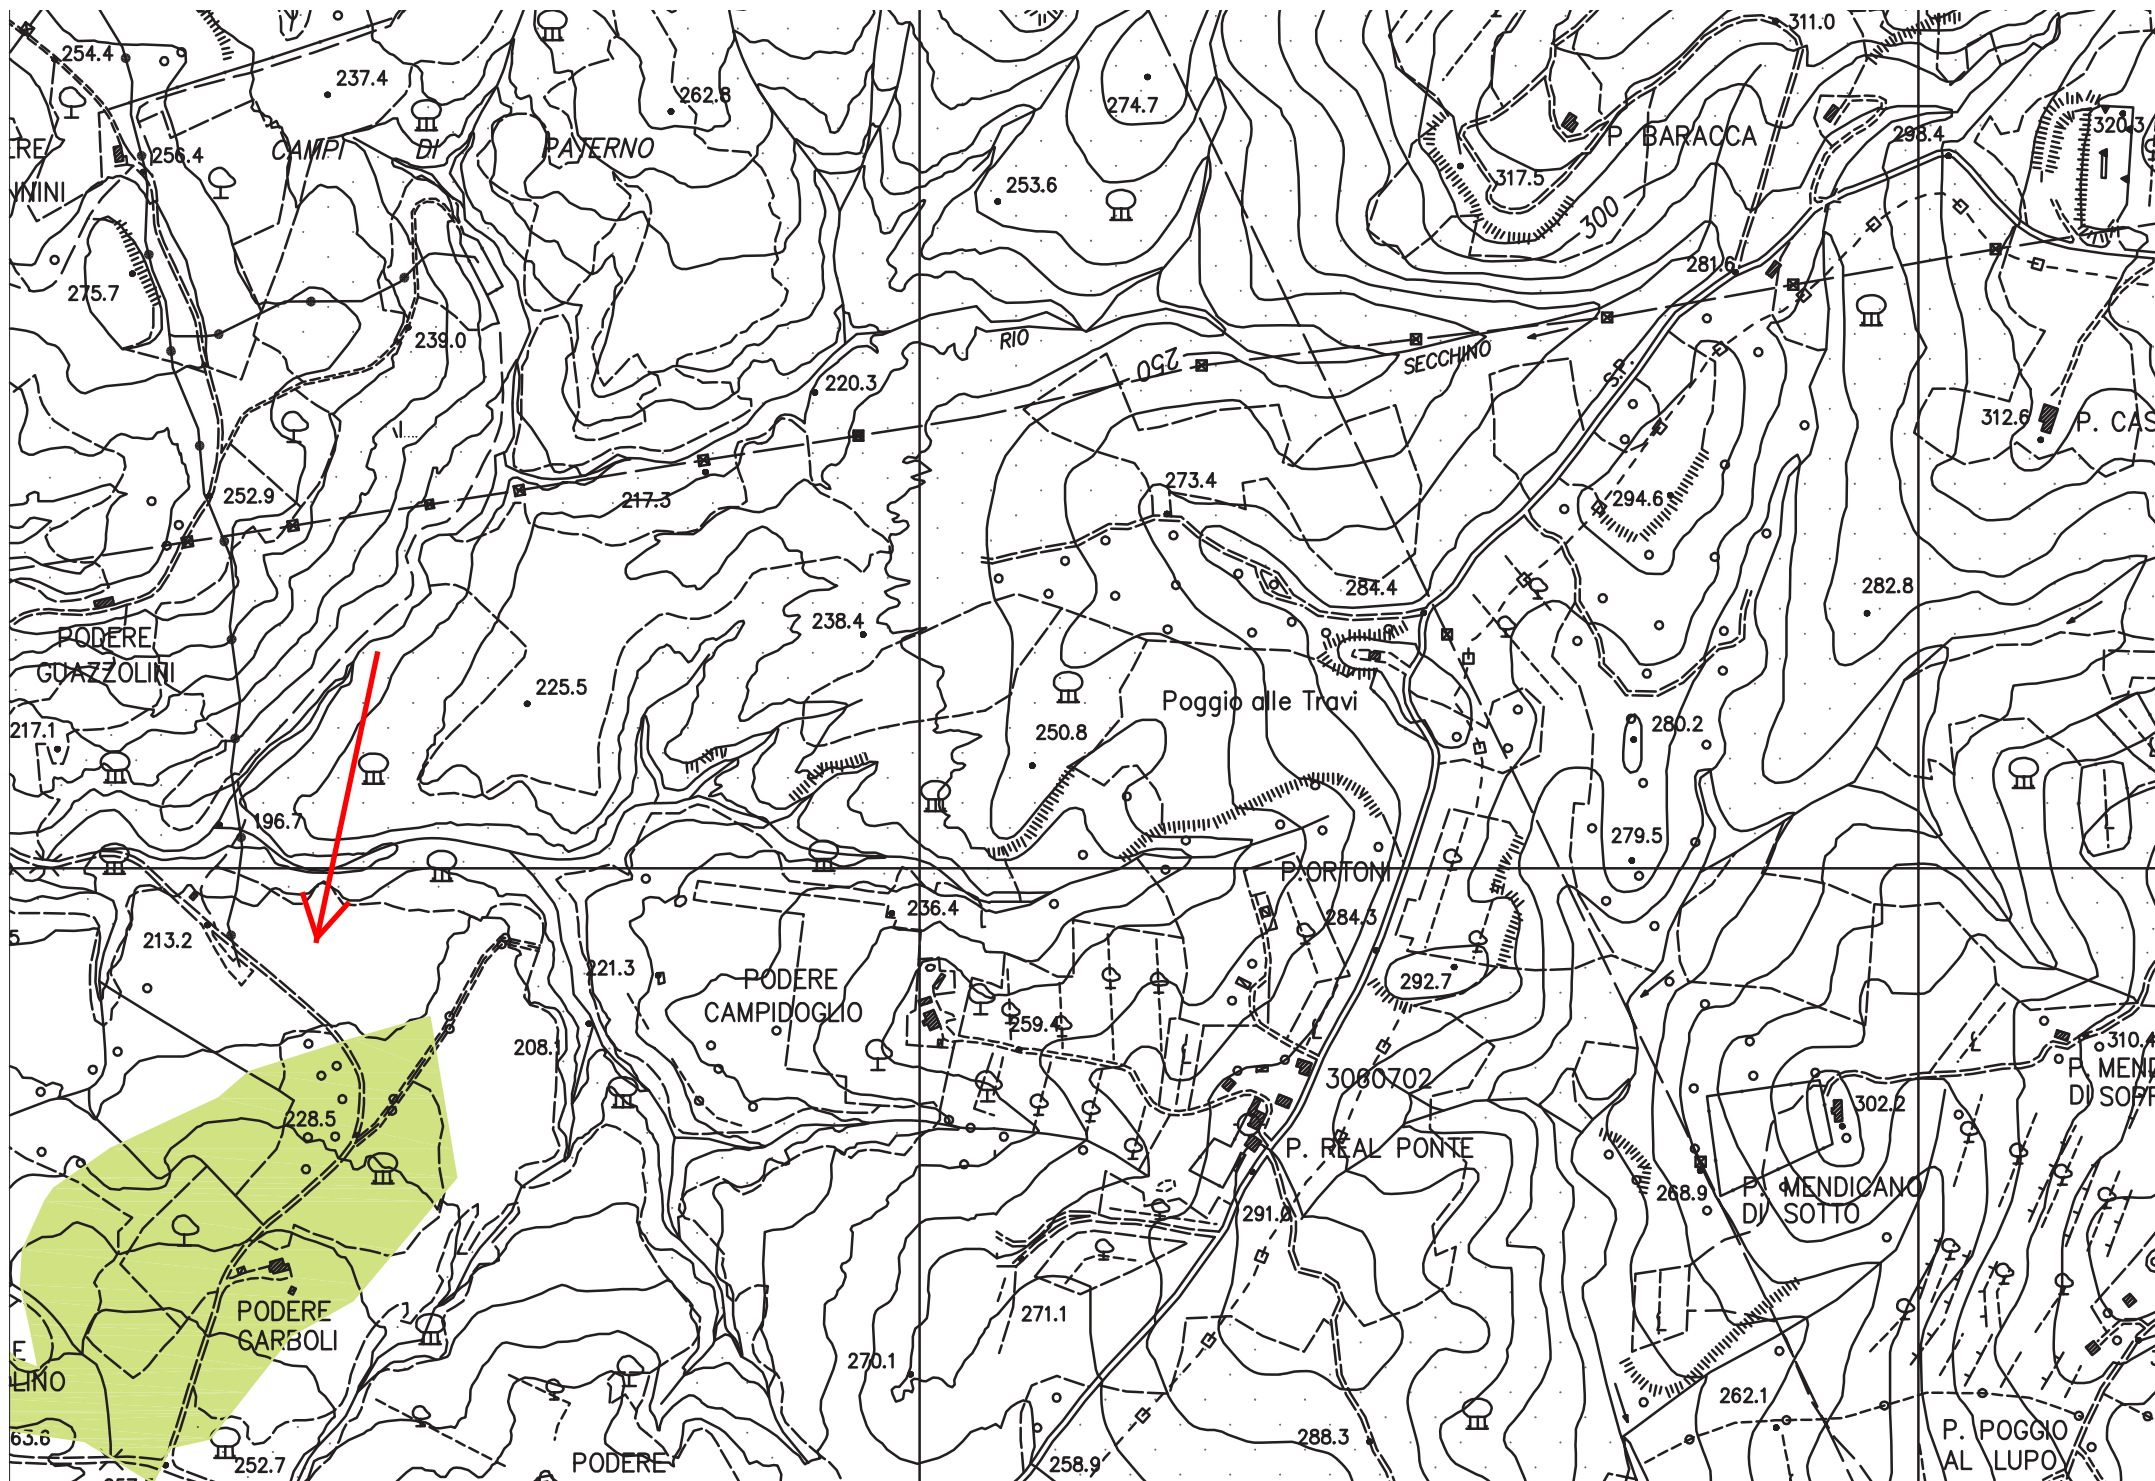 311.0
254.4
237.4
262.8
274.7
320.3
298.4
P. BARACCA
CAMPI DI PATERNO
256.4
317.5
253.6
300
281.6
275.7
239.0
RIO
SECCHINO
250
S.P.
220.3
312.6
P. CAS
273.4
294.6
252.9
217.3
284.4
282.8
238.4
PODERE
GUAZZOLINI
225.5
Poggio alle Travi
217.1
250.8
280.2
196.7
279.5
P. ORTONI
236.4
284.3
213.2
221.3
PODERE
CAMPIDOGLIO
292.7
259.4
208.1
310.4
P. MEND
DI SOPR
3060702
228.5
302.2
P. REAL PONTE
268.9
P. MENDICANO
DI SOTTO
291.0
PODERE
CARBOLI
271.1
270.1
LINO
262.1
63.6
288.3
P. POGGIO
AL LUPO
252.7
PODERE
258.9